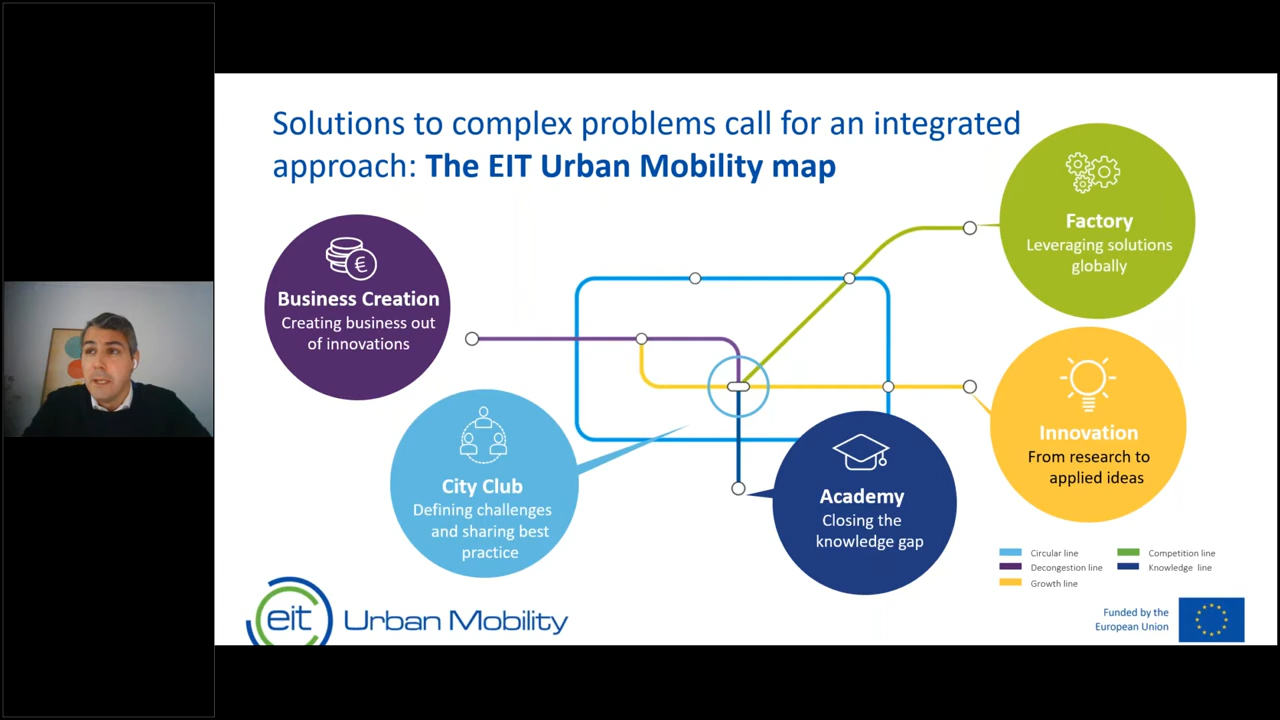 Solutions to complex problems call for an integrated
approach: The EIT Urban Mobility map
Factory
Leveraging solutions
globally
Business Creation
Creating business out
of innovations
€
City Club
Defining challenges
and sharing best
practice
Academy
Closing the
knowledge gap
Innovation
From research to
applied ideas
Circular line
Decongestion line
Growth line
Competition line
Knowledge line
eit Urban Mobility
Funded by the
European Union